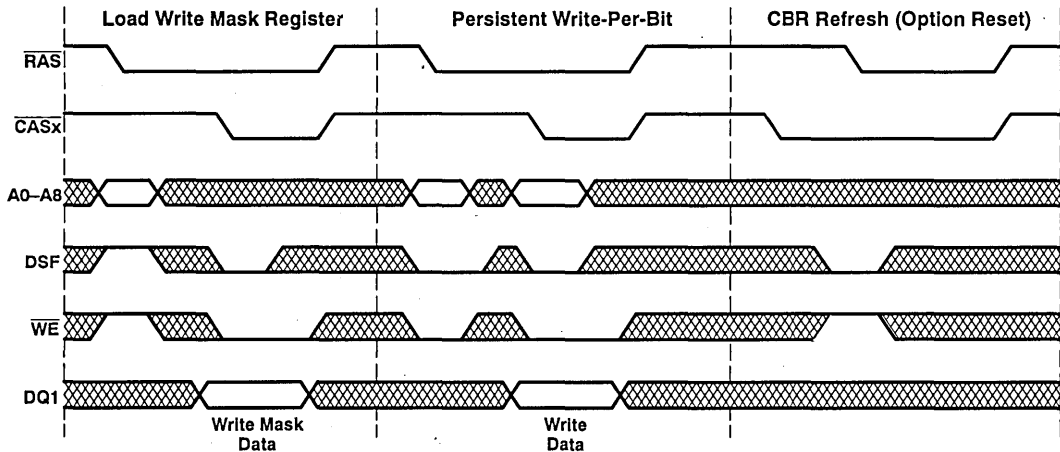 Load Write Mask Register
Persistent Write-Per-Bit
CBR Refresh (Option Reset)
RAS
CASx
A0–A8
DSF
WE
DQ1
Write Mask
Data
Write
Data